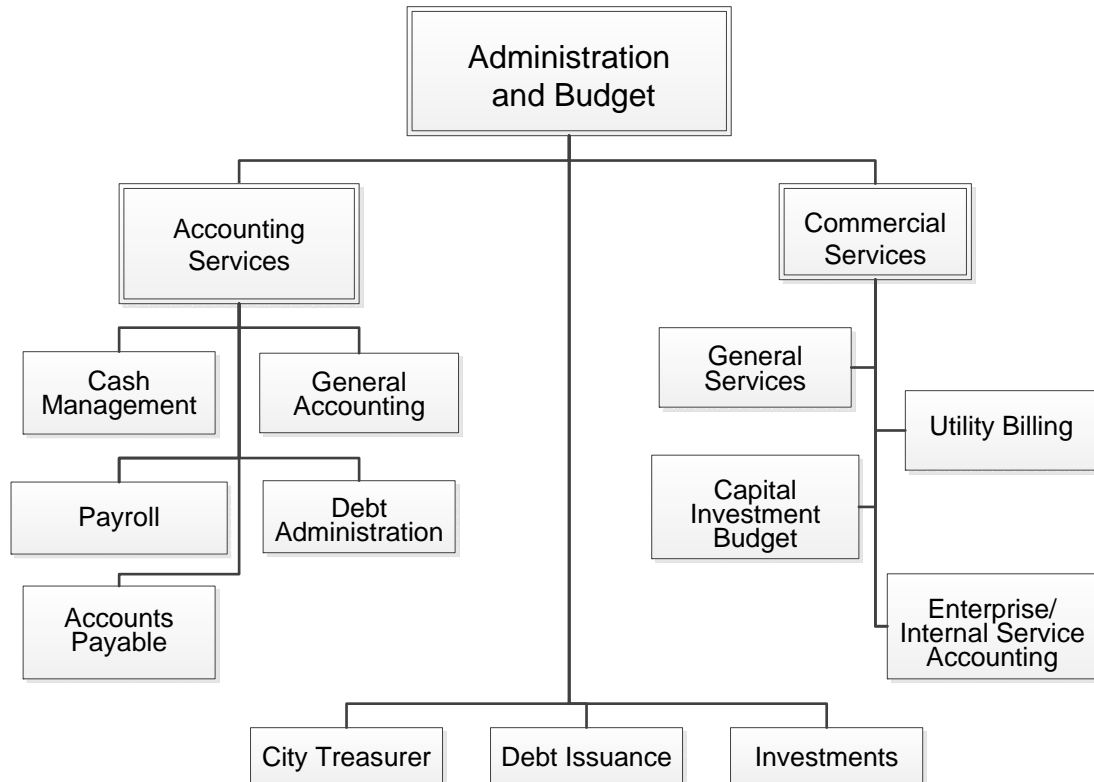 Administration
and Budget
Accounting
Services
Commercial
Services
Cash
Management
General
Accounting
General
Services
Utility Billing
Payroll
Debt
Administration
Capital
Investment
Budget
Accounts
Payable
Enterprise/
Internal Service
Accounting
City Treasurer
Debt Issuance
Investments